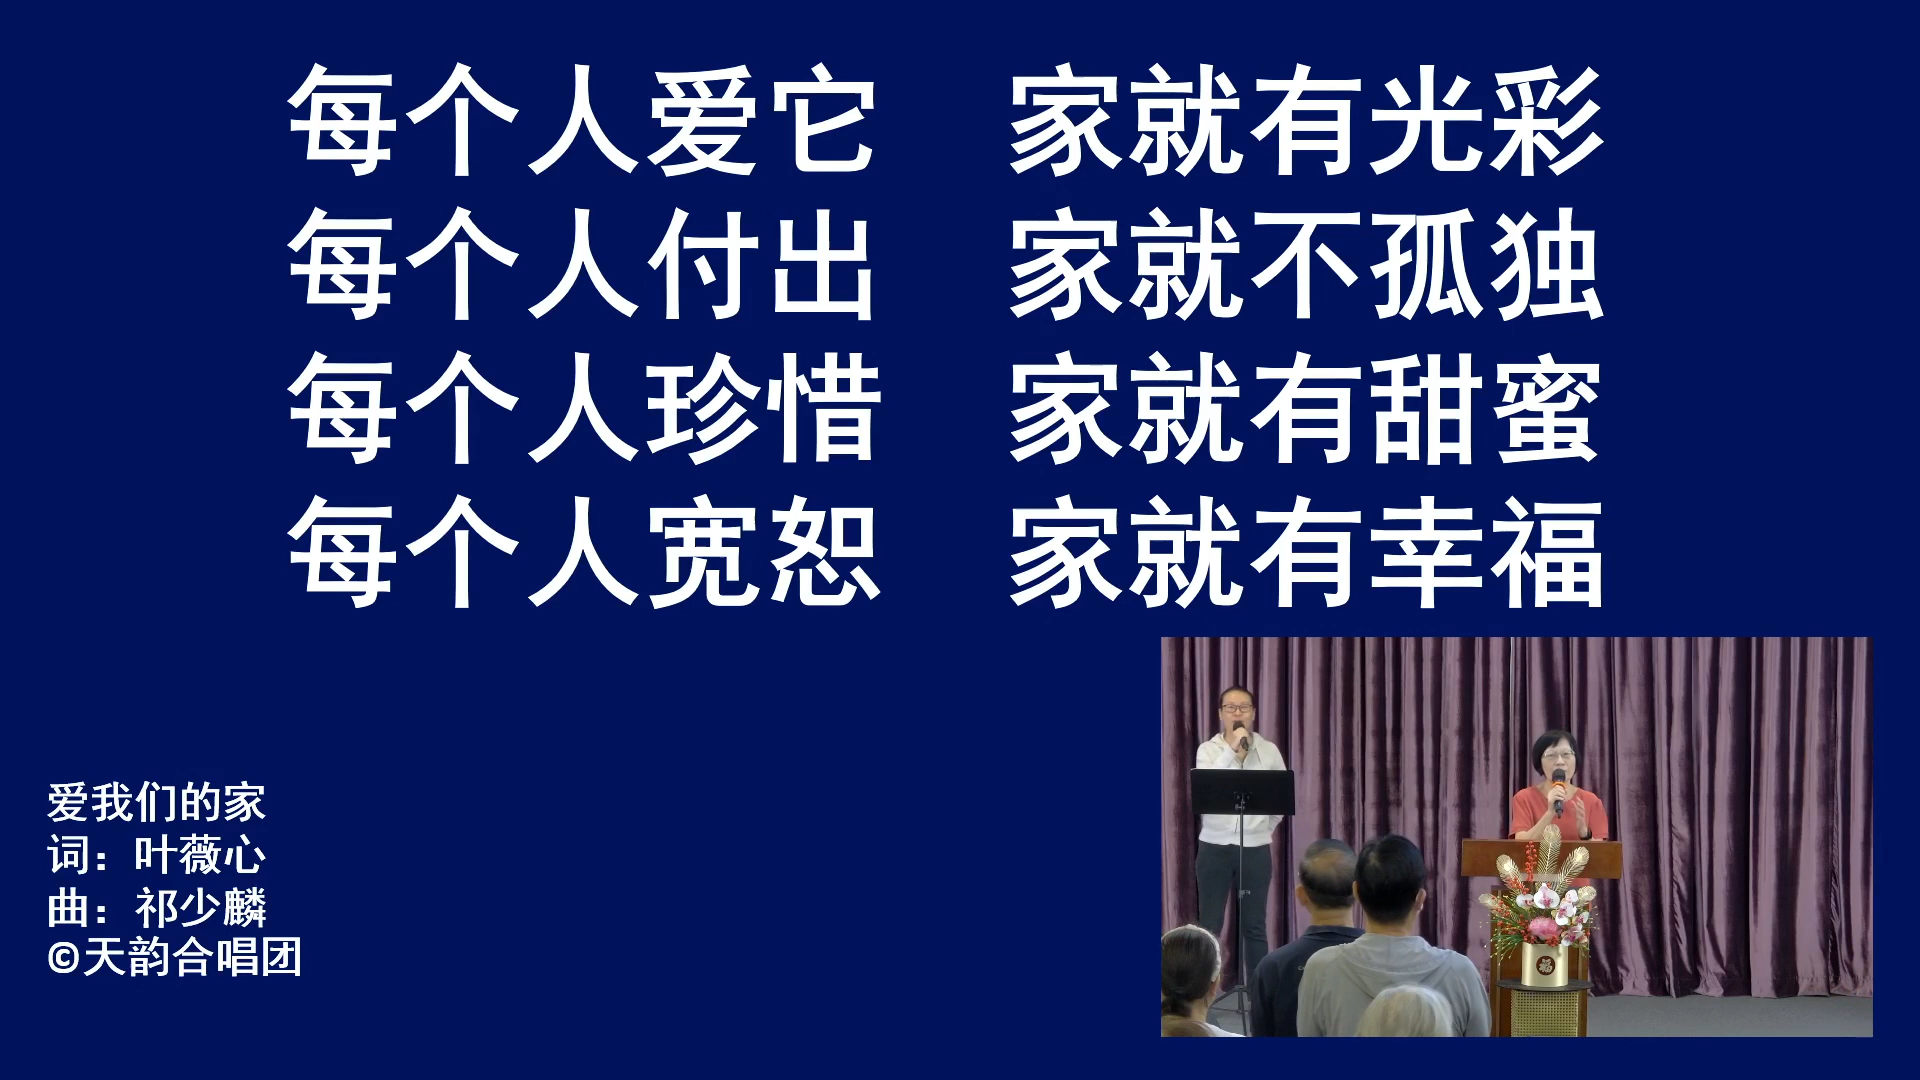 每个人爱它 家就有光彩
每个人付出 家就不孤独
每个人珍惜 家就有甜蜜
每个人宽恕 家就有幸福
爱我们的家
词：叶薇心
曲：祁少麟
©天韵合唱团
福